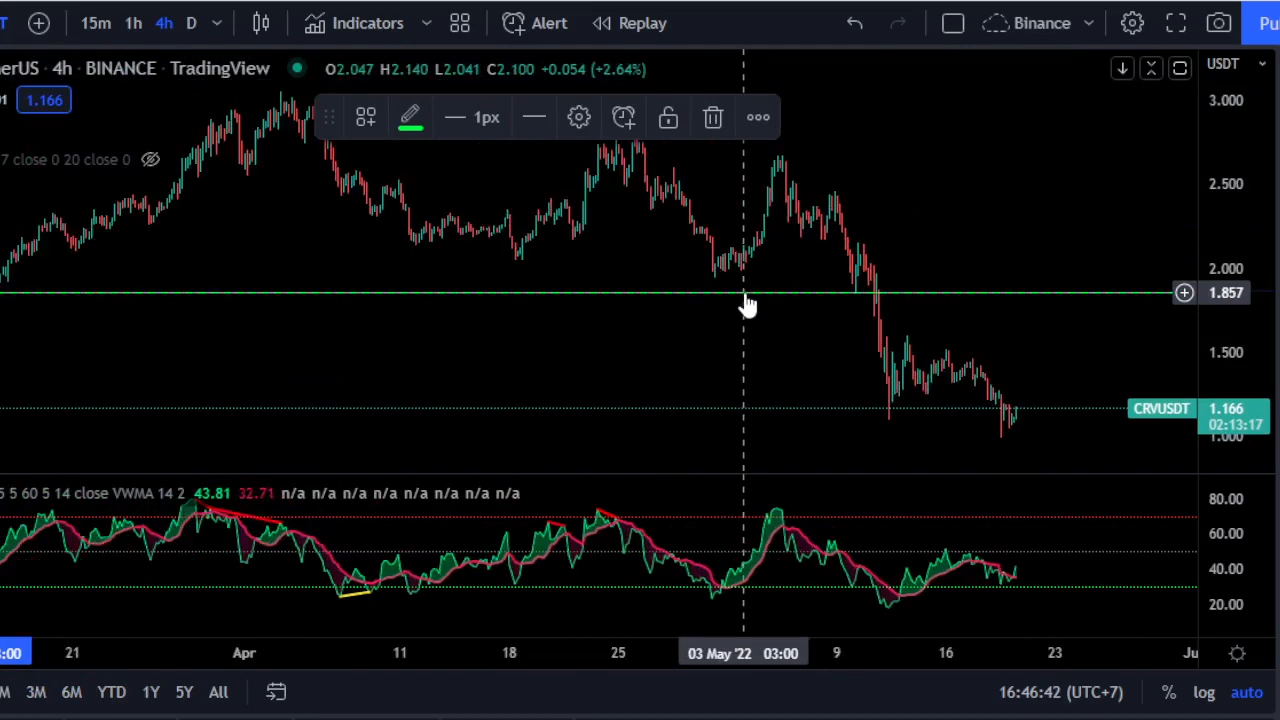 T 15m 1h 4h D Indicators Alert Replay Binance Pu
erUS · 4h · BINANCE · TradingView O2.047 H2.140 L2.041 C2.100 +0.054 (+2.64%) USDT
01 1.166
1px
7 close 0 20 close 0
3.000
2.500
2.000
1.857
1.500
CRVUSDT 1.166
02:13:17
1.000
5 5 60 5 14 close VWMA 14 2 43.81 32.71 n/a n/a n/a n/a n/a n/a n/a n/a
80.00
60.00
40.00
20.00
:00 21 Apr 11 18 25 03 May '22 03:00 9 16 23 Ju
M 3M 6M YTD 1Y 5Y All 16:46:42 (UTC+7) % log auto